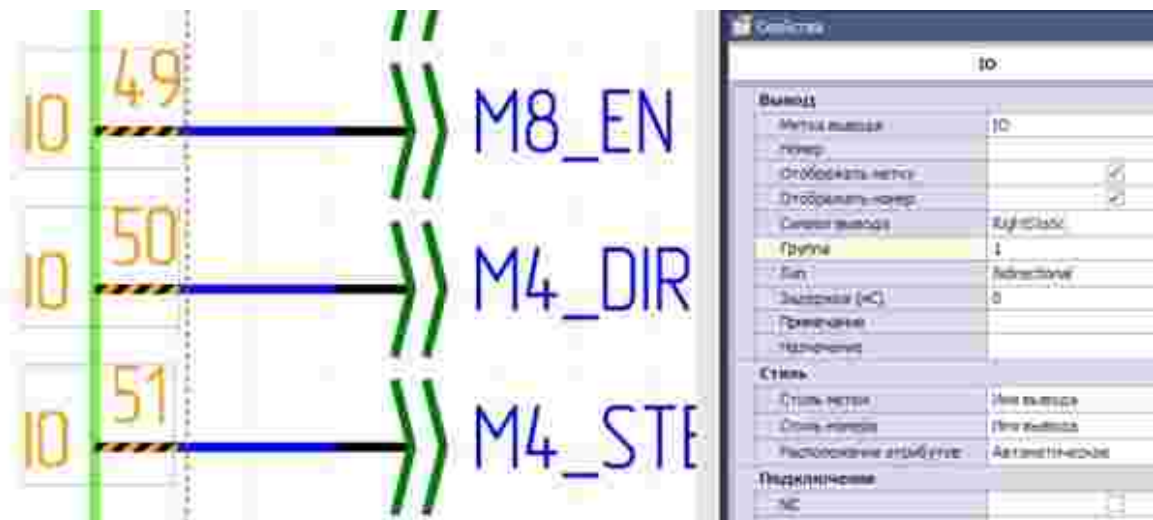 49
IO
M8_EN
50
IO
M4_DIR
51
IO
M4_STE
Свойства
IO
Вывод
Метка вывода IO
Номер
Отображать метку
Отображать номер
Символ вывода RightStatic
Группа 1
Тип Bidirectional
Задержка (нС) 0
Примечание
Назначение
Стиль
Стиль метки Имя вывода
Стиль номера Имя вывода
Расположение атрибутов Автоматическое
Подключение
NC